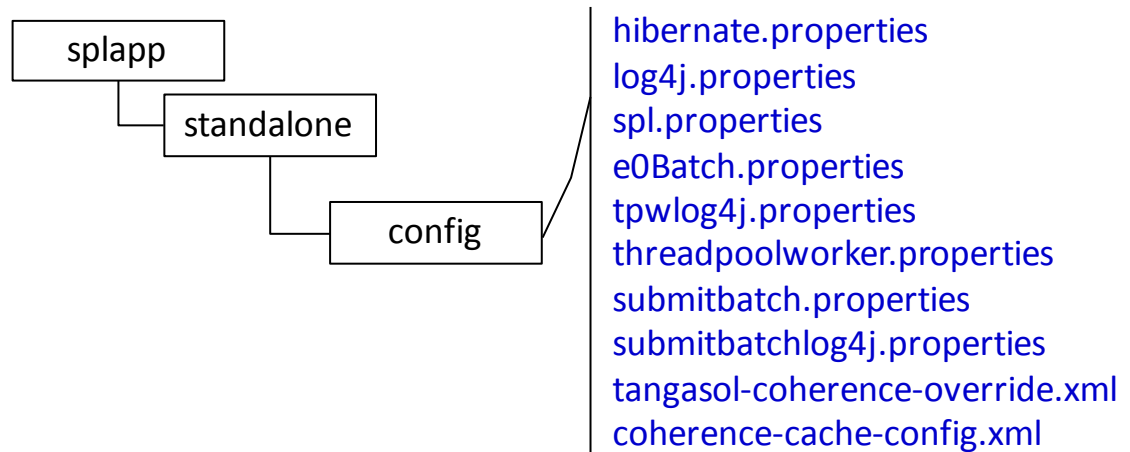 splapp
standalone
config
hibernate.properties
log4j.properties
spl.properties
e0Batch.properties
tpwlog4j.properties
threadpoolworker.properties
submitbatch.properties
submitbatchlog4j.properties
tangasol-coherence-override.xml
coherence-cache-config.xml